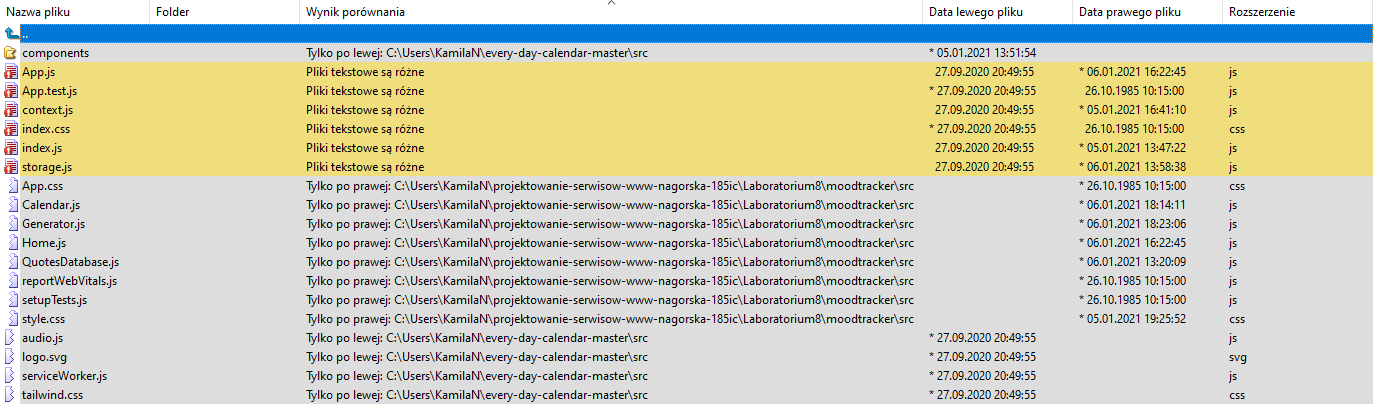 Nazwa pliku Folder Wynik porównania Data lewego pliku Data prawego pliku Rozszerzenie
..
components Tylko po lewej: C:\Users\KamilaN\every-day-calendar-master\src * 05.01.2021 13:51:54
App.js Pliki tekstowe są różne 27.09.2020 20:49:55 * 06.01.2021 16:22:45 js
App.test.js Pliki tekstowe są różne * 27.09.2020 20:49:55 26.10.1985 10:15:00 js
context.js Pliki tekstowe są różne 27.09.2020 20:49:55 * 05.01.2021 16:41:10 js
index.css Pliki tekstowe są różne * 27.09.2020 20:49:55 26.10.1985 10:15:00 css
index.js Pliki tekstowe są różne 27.09.2020 20:49:55 * 05.01.2021 13:47:22 js
storage.js Pliki tekstowe są różne 27.09.2020 20:49:55 * 06.01.2021 13:58:38 js
App.css Tylko po prawej: C:\Users\KamilaN\projektowanie-serwisow-www-nagorska-185ic\Laboratorium8\moodtracker\src * 26.10.1985 10:15:00 css
Calendar.js Tylko po prawej: C:\Users\KamilaN\projektowanie-serwisow-www-nagorska-185ic\Laboratorium8\moodtracker\src * 06.01.2021 18:14:11 js
Generator.js Tylko po prawej: C:\Users\KamilaN\projektowanie-serwisow-www-nagorska-185ic\Laboratorium8\moodtracker\src * 06.01.2021 18:23:06 js
Home.js Tylko po prawej: C:\Users\KamilaN\projektowanie-serwisow-www-nagorska-185ic\Laboratorium8\moodtracker\src * 06.01.2021 16:22:45 js
QuotesDatabase.js Tylko po prawej: C:\Users\KamilaN\projektowanie-serwisow-www-nagorska-185ic\Laboratorium8\moodtracker\src * 06.01.2021 13:20:09 js
reportWebVitals.js Tylko po prawej: C:\Users\KamilaN\projektowanie-serwisow-www-nagorska-185ic\Laboratorium8\moodtracker\src * 26.10.1985 10:15:00 js
setupTests.js Tylko po prawej: C:\Users\KamilaN\projektowanie-serwisow-www-nagorska-185ic\Laboratorium8\moodtracker\src * 26.10.1985 10:15:00 js
style.css Tylko po prawej: C:\Users\KamilaN\projektowanie-serwisow-www-nagorska-185ic\Laboratorium8\moodtracker\src * 05.01.2021 19:25:52 css
audio.js Tylko po lewej: C:\Users\KamilaN\every-day-calendar-master\src * 27.09.2020 20:49:55 js
logo.svg Tylko po lewej: C:\Users\KamilaN\every-day-calendar-master\src * 27.09.2020 20:49:55 svg
serviceWorker.js Tylko po lewej: C:\Users\KamilaN\every-day-calendar-master\src * 27.09.2020 20:49:55 js
tailwind.css Tylko po lewej: C:\Users\KamilaN\every-day-calendar-master\src * 27.09.2020 20:49:55 css